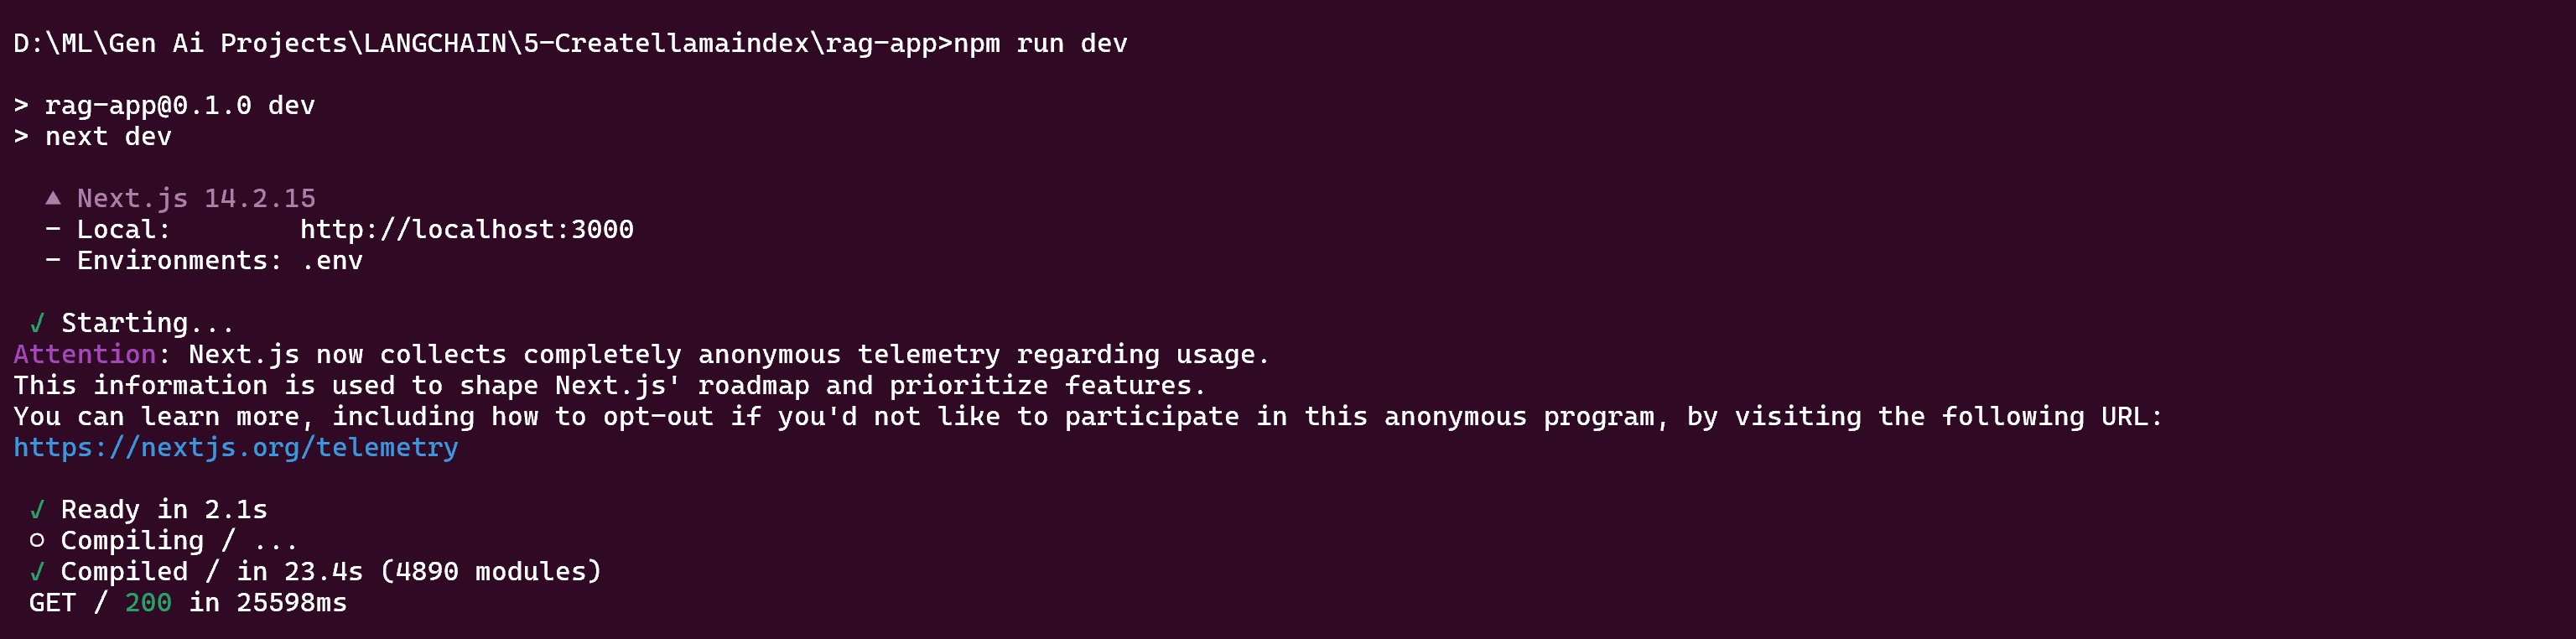 D:\ML\Gen Ai Projects\LANGCHAIN\5-Createllamaindex\rag-app>npm run dev
> rag-app@0.1.0 dev
> next dev
▲ Next.js 14.2.15
- Local:        http://localhost:3000
- Environments: .env
✓ Starting...
Attention: Next.js now collects completely anonymous telemetry regarding usage.
This information is used to shape Next.js' roadmap and prioritize features.
You can learn more, including how to opt-out if you'd not like to participate in this anonymous program, by visiting the following URL:
https://nextjs.org/telemetry
✓ Ready in 2.1s
○ Compiling / ...
✓ Compiled / in 23.4s (4890 modules)
GET / 200 in 25598ms